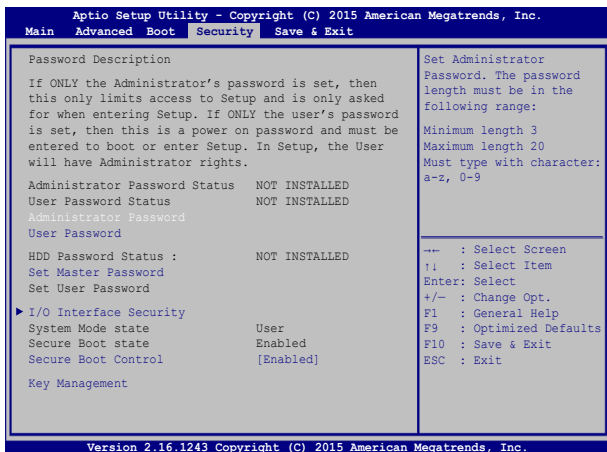 Aptio Setup Utility - Copyright (C) 2015 American Megatrends, Inc.
Main Advanced Boot Security Save & Exit
Password Description
If ONLY the Administrator's password is set, then
this only limits access to Setup and is only asked
for when entering Setup. If ONLY the user's password
is set, then this is a power on password and must be
entered to boot or enter Setup. In Setup, the User
will have Administrator rights.
Administrator Password Status NOT INSTALLED
User Password Status NOT INSTALLED
Administrator Password
User Password
HDD Password Status : NOT INSTALLED
Set Master Password
Set User Password
I/O Interface Security
System Mode state User
Secure Boot state Enabled
Secure Boot Control [Enabled]
Key Management
Set Administrator
Password. The password
length must be in the
following range:
Minimum length 3
Maximum length 20
Must type with character:
a-z, 0-9
→← : Select Screen
↑↓ : Select Item
Enter: Select
+/— : Change Opt.
F1 : General Help
F9 : Optimized Defaults
F10 : Save & Exit
ESC : Exit
Version 2.16.1243 Copyright (C) 2015 American Megatrends, Inc.